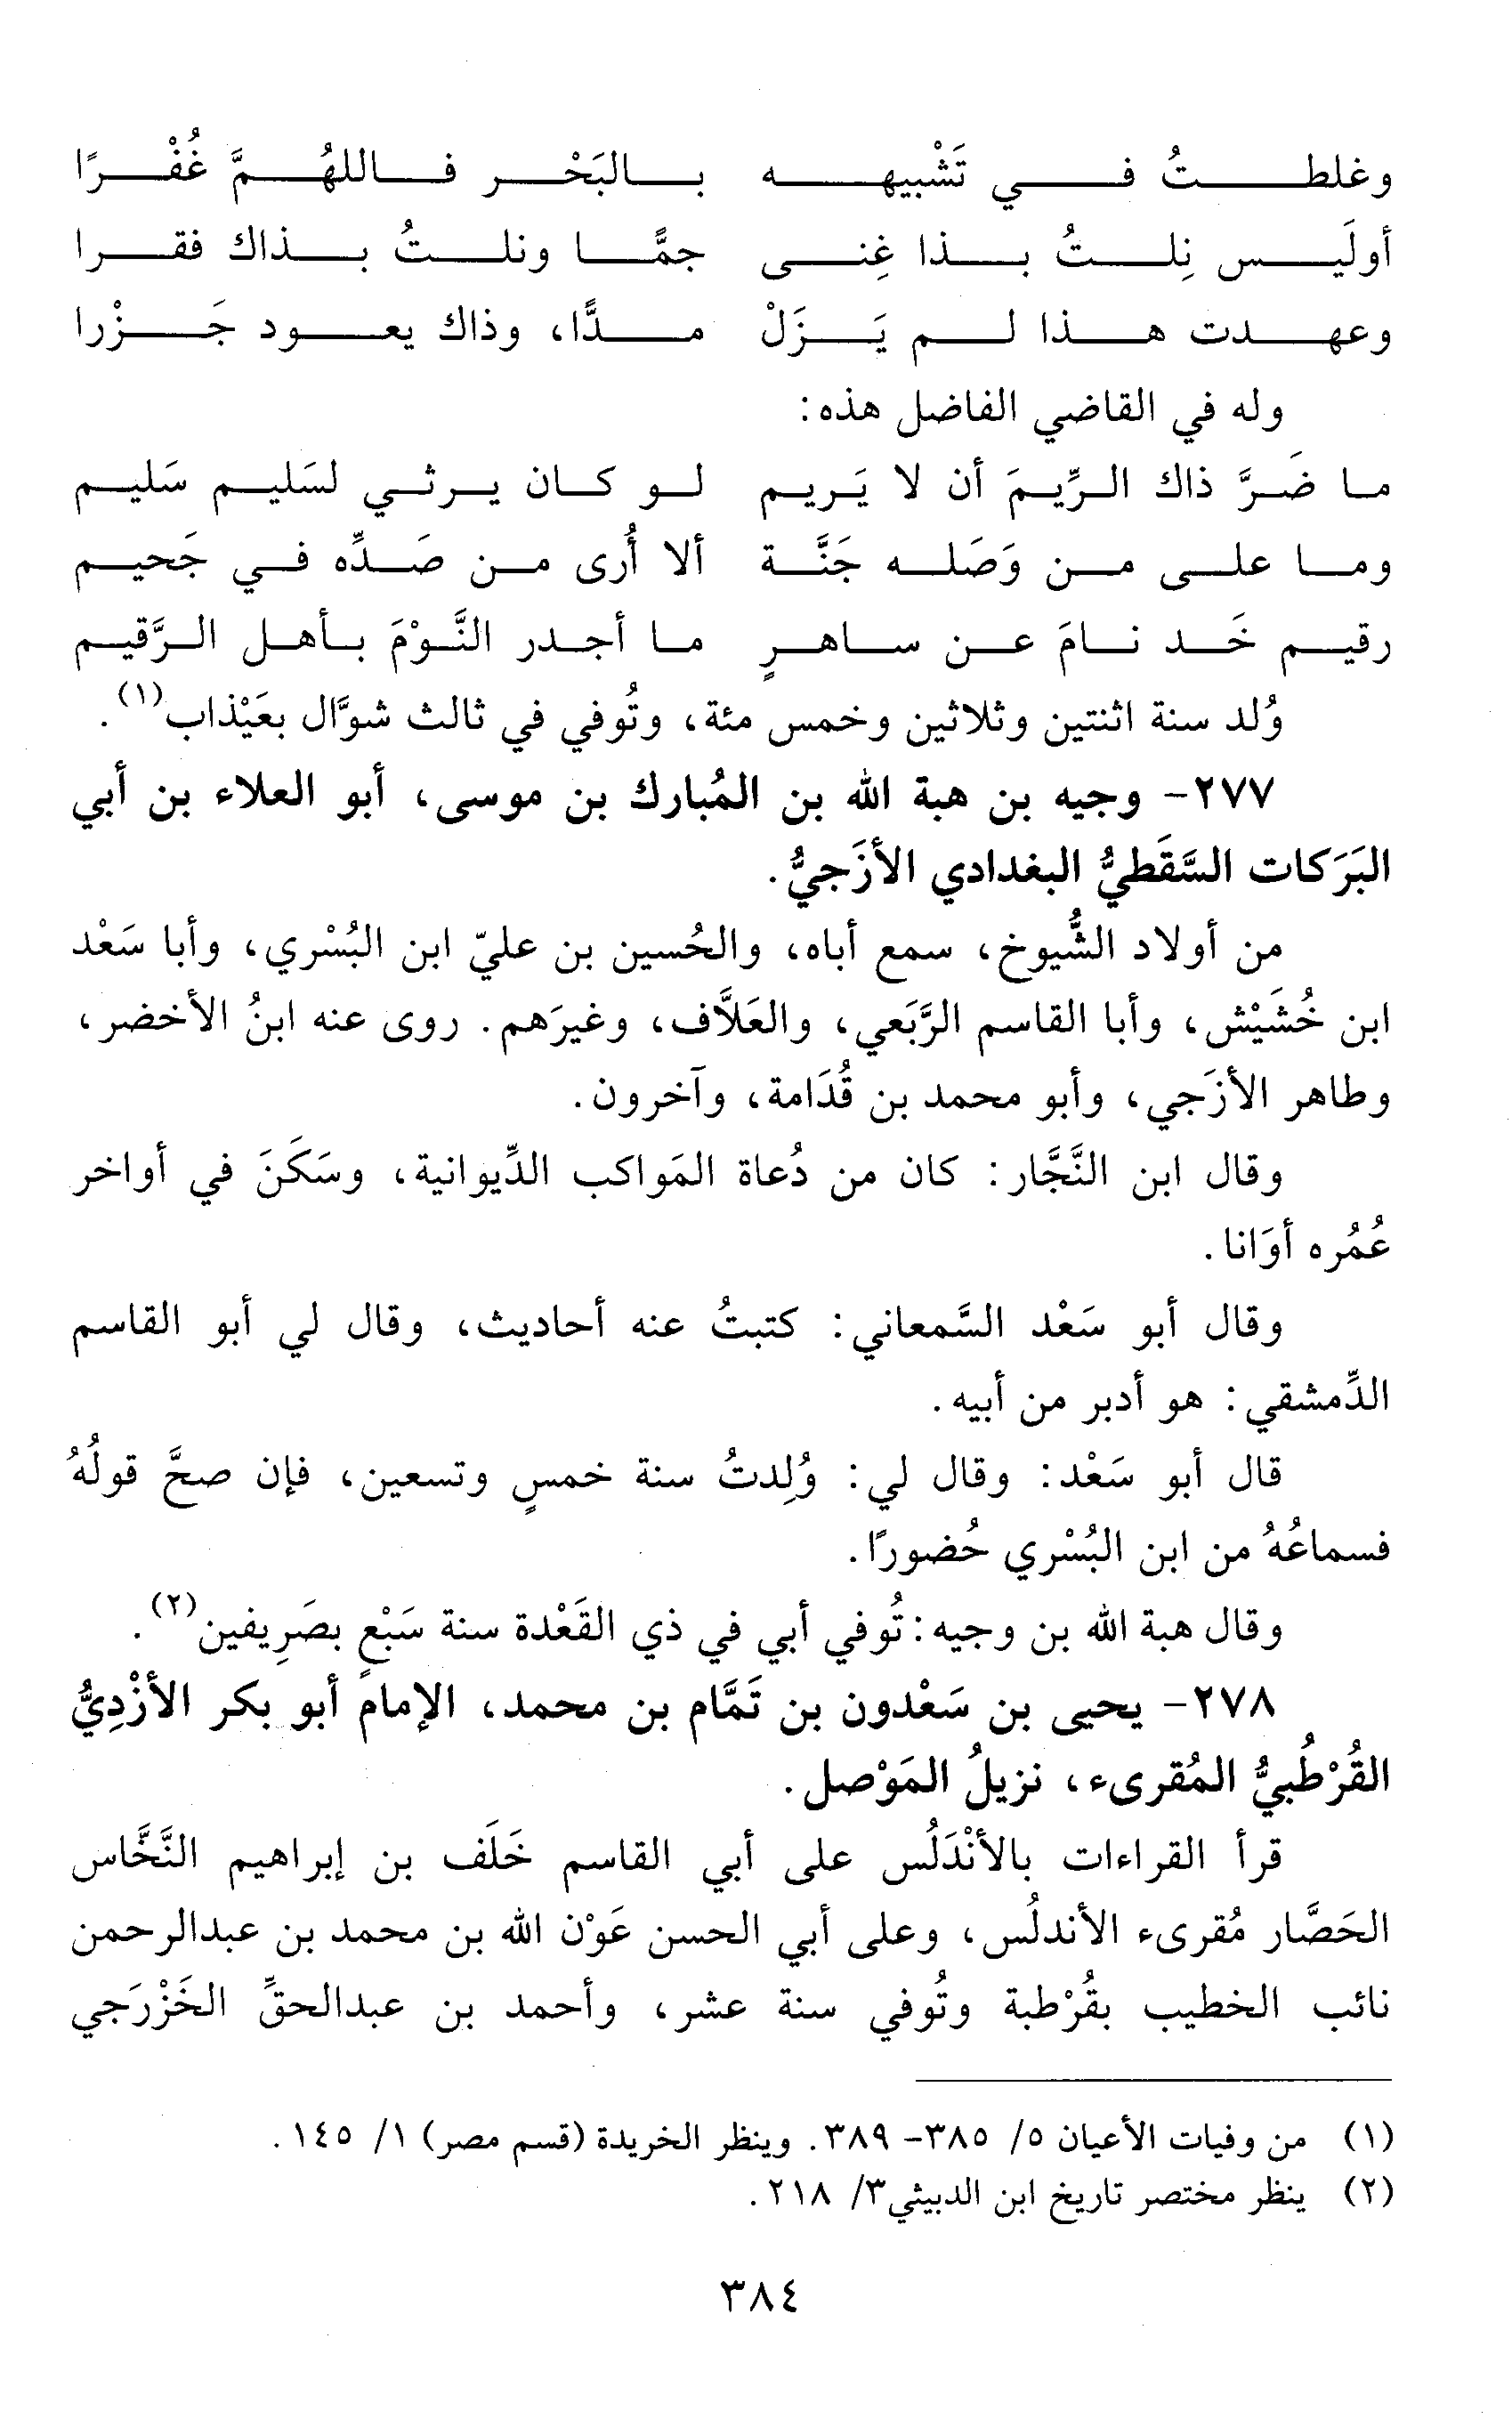 وغلطتُ في تَشْبيهه بالبَحْر فاللهُمَّ غُفْرًا
أولَيس نِلتُ بذا غِنى جمًّا ونلتُ بذاك فقرا
وعهدت هذا لم يَزَلْ مدًّا، وذاك يعود جَزْرا
وله في القاضي الفاضل هذه:
ما ضَرَّ ذاك الرِّيمَ أن لا يَريم لو كان يرثي لسَليم سَليم
وما على من وَصَله جَنَّة ألا أُرى من صَدِّه في جَحيم
رقيم خَد نامَ عن ساهرٍ ما أجدر النَّوْمَ بأهل الرَّقيم
وُلد سنة اثنتين وثلاثين وخمس مئة، وتُوفي في ثالث شوَّال بعَيْذاب(١).
٢٧٧- وجيه بن هبة الله بن المُبارك بن موسى، أبو العلاء بن أبي
البَرَكات السَّقَطيُّ البغدادي الأزَجيُّ.
من أولاد الشُّيوخ، سمع أباه، والحُسين بن عليّ ابن البُسْري، وأبا سَعْد
ابن خُشَيْش، وأبا القاسم الرَّبَعي، والعَلاَّف، وغيرَهم. روى عنه ابنُ الأخضر،
وطاهر الأزَجي، وأبو محمد بن قُدَامة، وآخرون.
وقال ابن النَّجَّار: كان من دُعاة المَواكب الدِّيوانية، وسَكَنَ في أواخر
عُمُره أوَانا.
وقال أبو سَعْد السَّمعاني: كتبتُ عنه أحاديث، وقال لي أبو القاسم
الدِّمشقي: هو أدبر من أبيه.
قال أبو سَعْد: وقال لي: وُلِدتُ سنة خمسٍ وتسعين، فإن صحَّ قولُهُ
فسماعُهُ من ابن البُسْري حُضورًا.
وقال هبة الله بن وجيه: تُوفي أبي في ذي القَعْدة سنة سَبْعٍ بصَرِيفين(٢).
٢٧٨- يحيى بن سَعْدون بن تَمَّام بن محمد، الإمام أبو بكر الأزْدِيُّ
القُرْطُبيُّ المُقرىء، نزيلُ المَوْصل.
قرأ القراءات بالأنْدَلُس على أبي القاسم خَلَف بن إبراهيم النَّخَّاس
الحَصَّار مُقرىء الأندلُس، وعلى أبي الحسن عَوْن الله بن محمد بن عبدالرحمن
نائب الخطيب بقُرْطبة وتُوفي سنة عشر، وأحمد بن عبدالحقِّ الخَزْرَجي
(١) من وفيات الأعيان ٥/ ٣٨٥- ٣٨٩. وينظر الخريدة (قسم مصر) ١/ ١٤٥.
(٢) ينظر مختصر تاريخ ابن الدبيثي٣/ ٢١٨.
٣٨٤